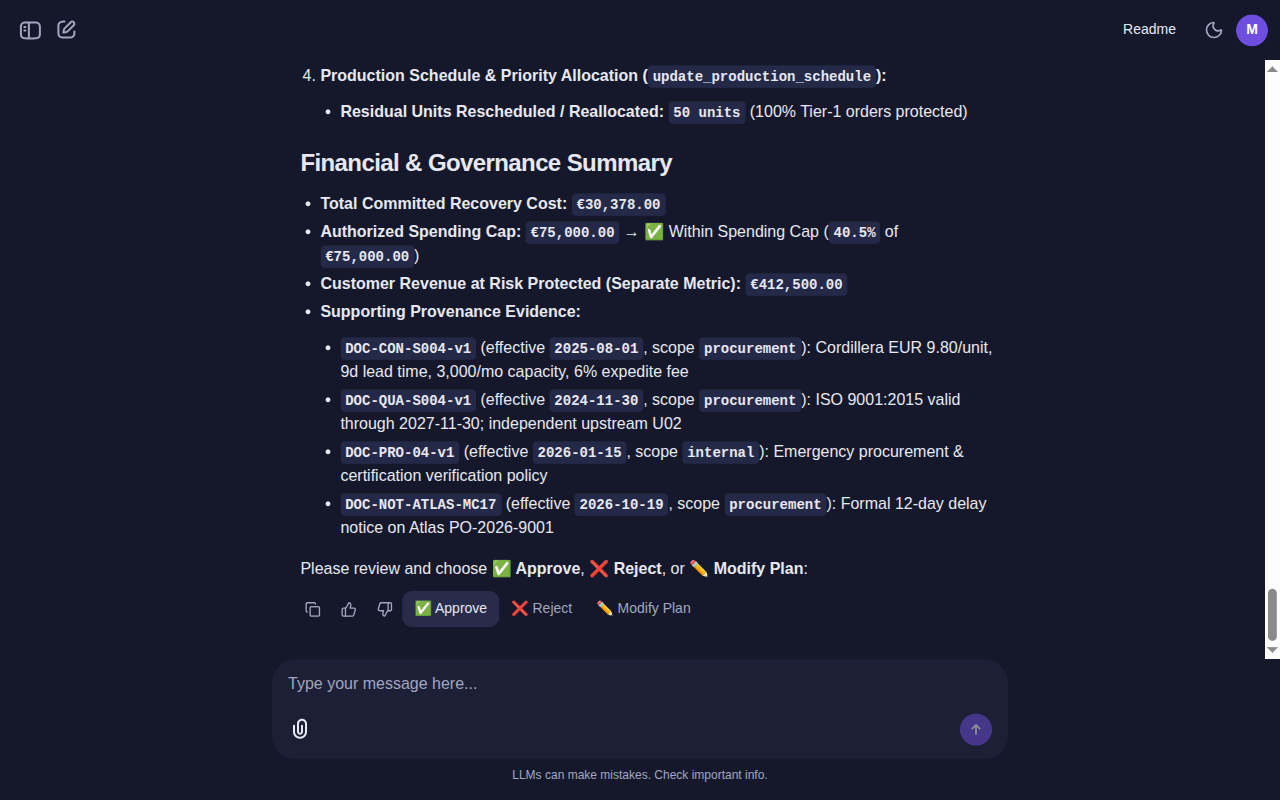 Readme
M
4. Production Schedule & Priority Allocation (update_production_schedule):
• Residual Units Rescheduled / Reallocated: 50 units (100% Tier-1 orders protected)
Financial & Governance Summary
• Total Committed Recovery Cost: €30,378.00
• Authorized Spending Cap: €75,000.00 → ✅ Within Spending Cap (40.5% of
€75,000.00)
• Customer Revenue at Risk Protected (Separate Metric): €412,500.00
• Supporting Provenance Evidence:
• DOC-CON-S004-v1 (effective 2025-08-01, scope procurement): Cordillera EUR 9.80/unit,
9d lead time, 3,000/mo capacity, 6% expedite fee
• DOC-QUA-S004-v1 (effective 2024-11-30, scope procurement): ISO 9001:2015 valid
through 2027-11-30; independent upstream U02
• DOC-PRO-04-v1 (effective 2026-01-15, scope internal): Emergency procurement &
certification verification policy
• DOC-NOT-ATLAS-MC17 (effective 2026-10-19, scope procurement): Formal 12-day delay
notice on Atlas PO-2026-9001
Please review and choose ✅ Approve, ❌ Reject, or ✏️ Modify Plan:
✅ Approve ❌ Reject ✏️ Modify Plan
Type your message here...
LLMs can make mistakes. Check important info.